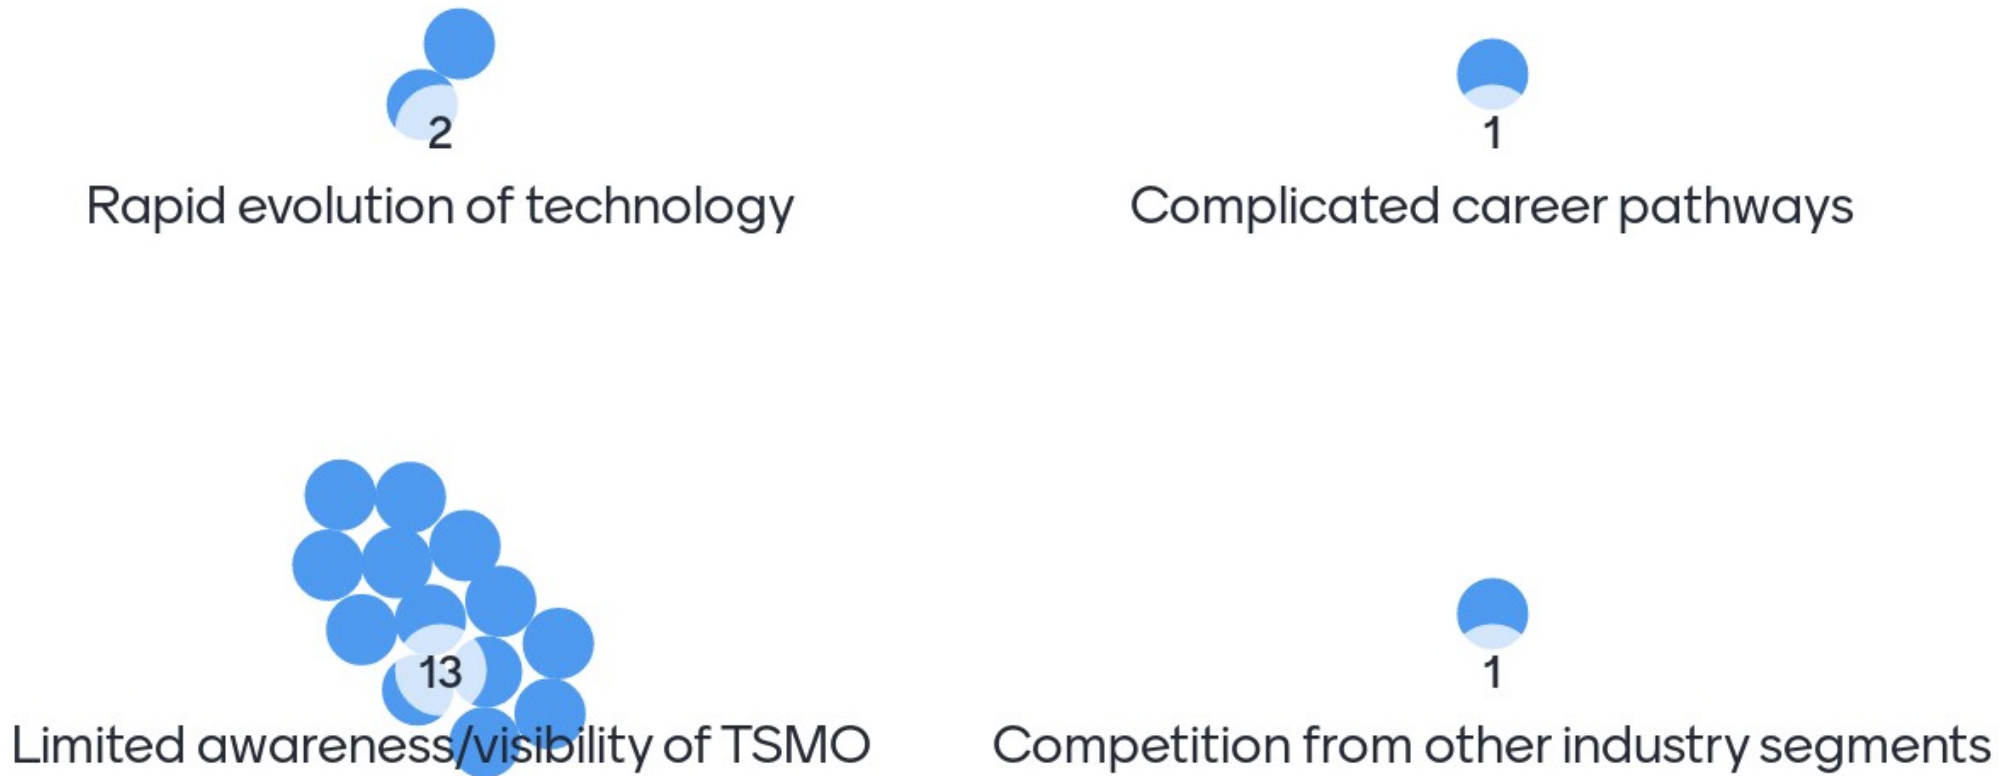 2
Rapid evolution of technology
1
Complicated career pathways
13
Limited awareness/visibility of TSMO
1
Competition from other industry segments